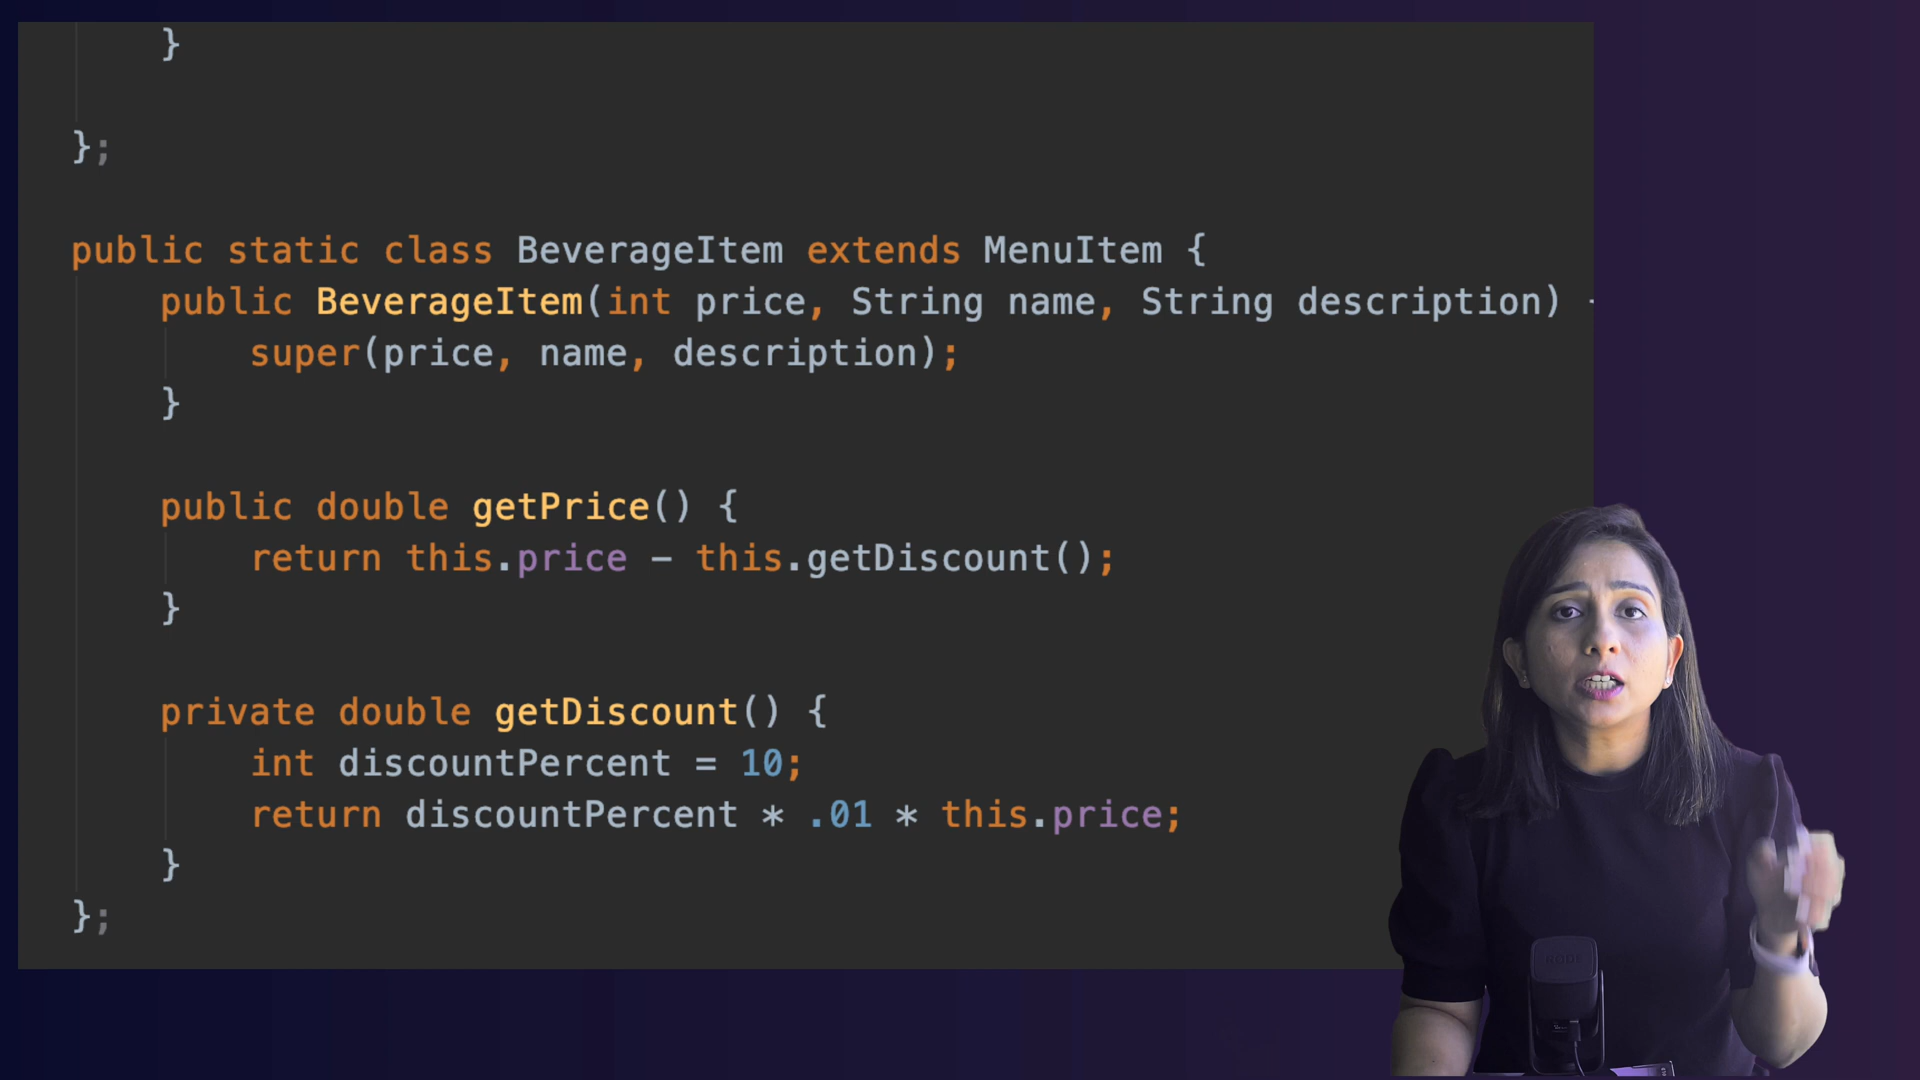 }
};
public static class BeverageItem extends MenuItem {
public BeverageItem(int price, String name, String description)
super(price, name, description);
}
public double getPrice() {
return this.price - this.getDiscount();
}
private double getDiscount() {
int discountPercent = 10;
return discountPercent * .01 * this.price;
}
};
RODE